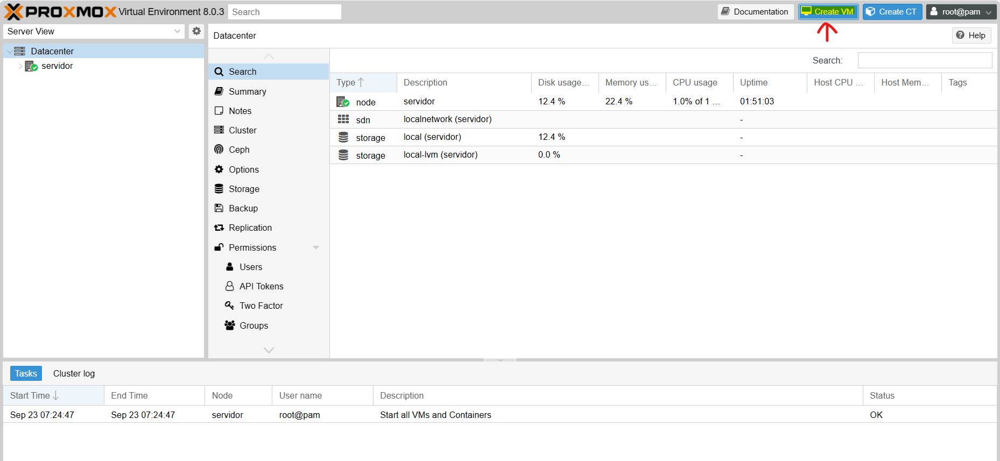 PROXMOX Virtual Environment 8.0.3 Search Documentation Create VM Create CT root@pam
Server View
Datacenter
servidor
Datacenter Help
Search
Summary
Notes
Cluster
Ceph
Options
Storage
Backup
Replication
Permissions
Users
API Tokens
Two Factor
Groups
Search:
Type Description Disk usage... Memory us... CPU usage Uptime Host CPU ... Host Mem... Tags
node servidor 12.4 % 22.4 % 1.0% of 1 ... 01:51:03
sdn localnetwork (servidor) -
storage local (servidor) 12.4 % -
storage local-lvm (servidor) 0.0 % -
Tasks Cluster log
Start Time End Time Node User name Description Status
Sep 23 07:24:47 Sep 23 07:24:47 servidor root@pam Start all VMs and Containers OK